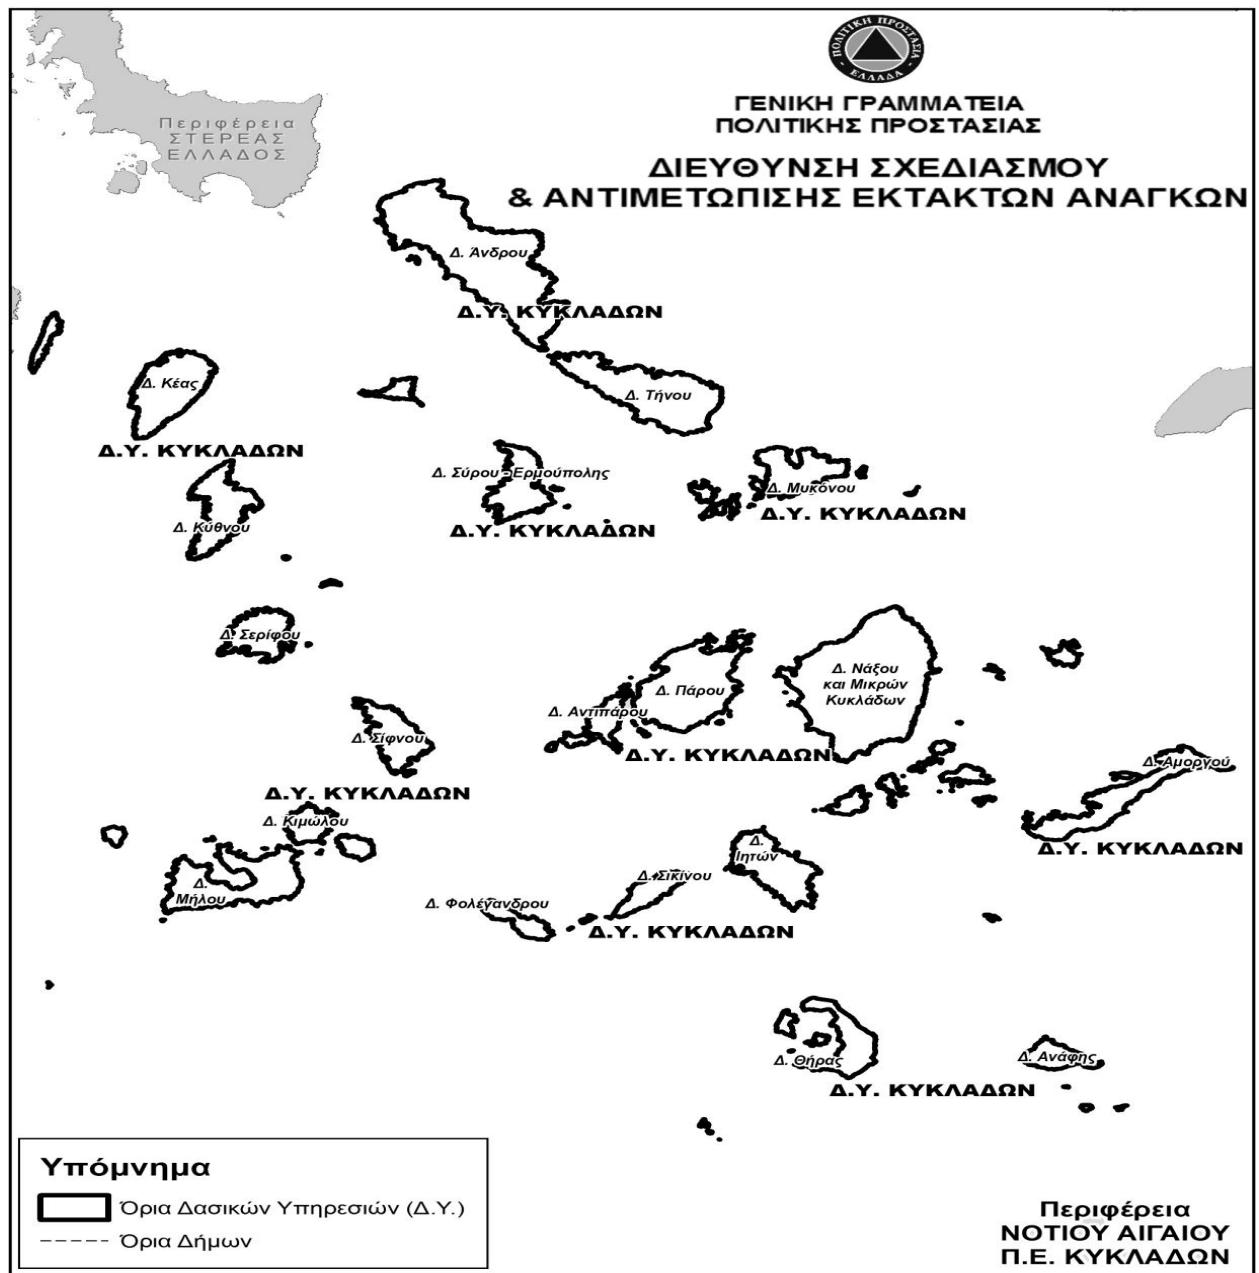 ΠΟΛΙΤΙΚΗ ΠΡΟΣΤΑΣΙΑ
- ΕΛΛΑΔΑ -
ΓΕΝΙΚΗ ΓΡΑΜΜΑΤΕΙΑ
ΠΟΛΙΤΙΚΗΣ ΠΡΟΣΤΑΣΙΑΣ
ΔΙΕΥΘΥΝΣΗ ΣΧΕΔΙΑΣΜΟΥ
& ΑΝΤΙΜΕΤΩΠΙΣΗΣ ΕΚΤΑΚΤΩΝ ΑΝΑΓΚΩΝ
Περιφέρεια
ΣΤΕΡΕΑΣ
ΕΛΛΑΔΟΣ
Δ. Άνδρου
Δ.Υ. ΚΥΚΛΑΔΩΝ
Δ. Κέας
Δ. Τήνου
Δ.Υ. ΚΥΚΛΑΔΩΝ
Δ. Σύρου - Ερμούπολης
Δ. Μυκόνου
Δ.Υ. ΚΥΚΛΑΔΩΝ
Δ. Κύθνου
Δ.Υ. ΚΥΚΛΑΔΩΝ
Δ. Σερίφου
Δ. Νάξου
και Μικρών
Κυκλάδων
Δ. Πάρου
Δ. Αντιπάρου
Δ. Σίφνου
Δ.Υ. ΚΥΚΛΑΔΩΝ
Δ. Αμοργού
Δ.Υ. ΚΥΚΛΑΔΩΝ
Δ. Κιμώλου
Δ.
Ιητών
Δ.Υ. ΚΥΚΛΑΔΩΝ
Δ. Σικίνου
Δ.
Μήλου
Δ. Φολέγανδρου
Δ.Υ. ΚΥΚΛΑΔΩΝ
Δ. Θήρας
Δ. Ανάφης
Δ.Υ. ΚΥΚΛΑΔΩΝ
Υπόμνημα
Όρια Δασικών Υπηρεσιών (Δ.Υ.)
Όρια Δήμων
Περιφέρεια
ΝΟΤΙΟΥ ΑΙΓΑΙΟΥ
Π.Ε. ΚΥΚΛΑΔΩΝ